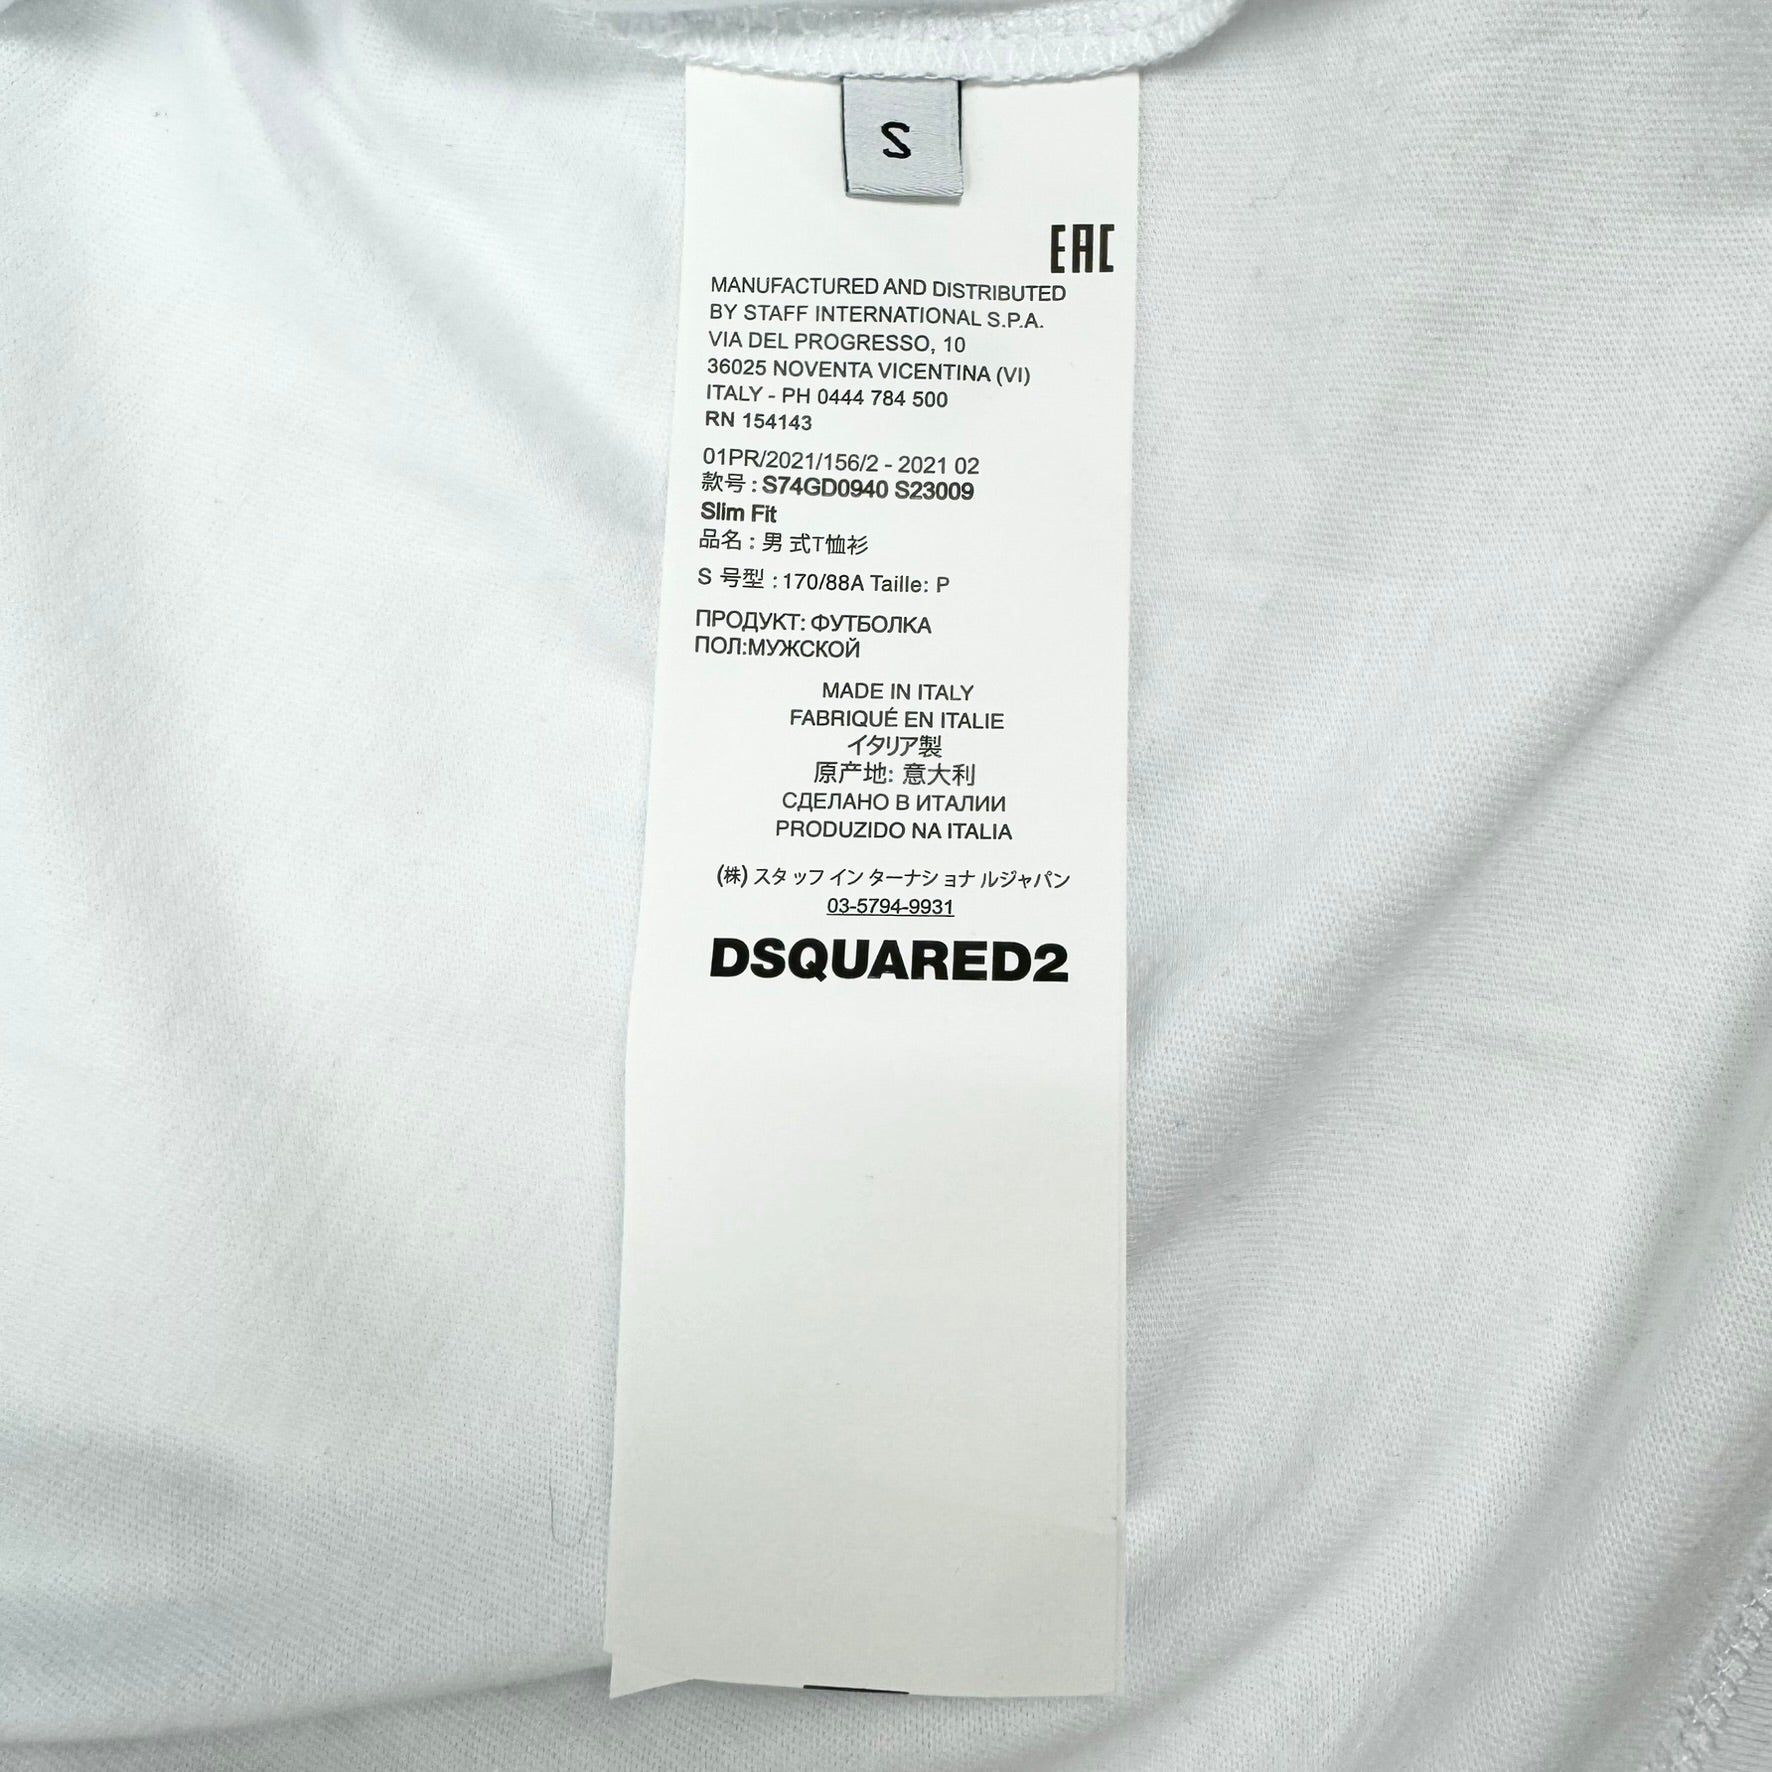 S
EAC
MANUFACTURED AND DISTRIBUTED
BY STAFF INTERNATIONAL S.P.A.
VIA DEL PROGRESSO, 10
36025 NOVENTA VICENTINA (VI)
ITALY - PH 0444 784 500
RN 154143
01PR/2021/156/2 - 2021 02
款号 : S74GD0940 S23009
Slim Fit
品名 : 男 式T恤衫
S 号型 : 170/88A Taille: P
ПРОДУКТ: ФУТБОЛКА
ПОЛ:МУЖСКОЙ
MADE IN ITALY
FABRIQUÉ EN ITALIE
イタリア製
原产地: 意大利
СДЕЛАНО В ИТАЛИИ
PRODUZIDO NA ITALIA
(株) スタッフ インターナショナルジャパン
03-5794-9931
DSQUARED2